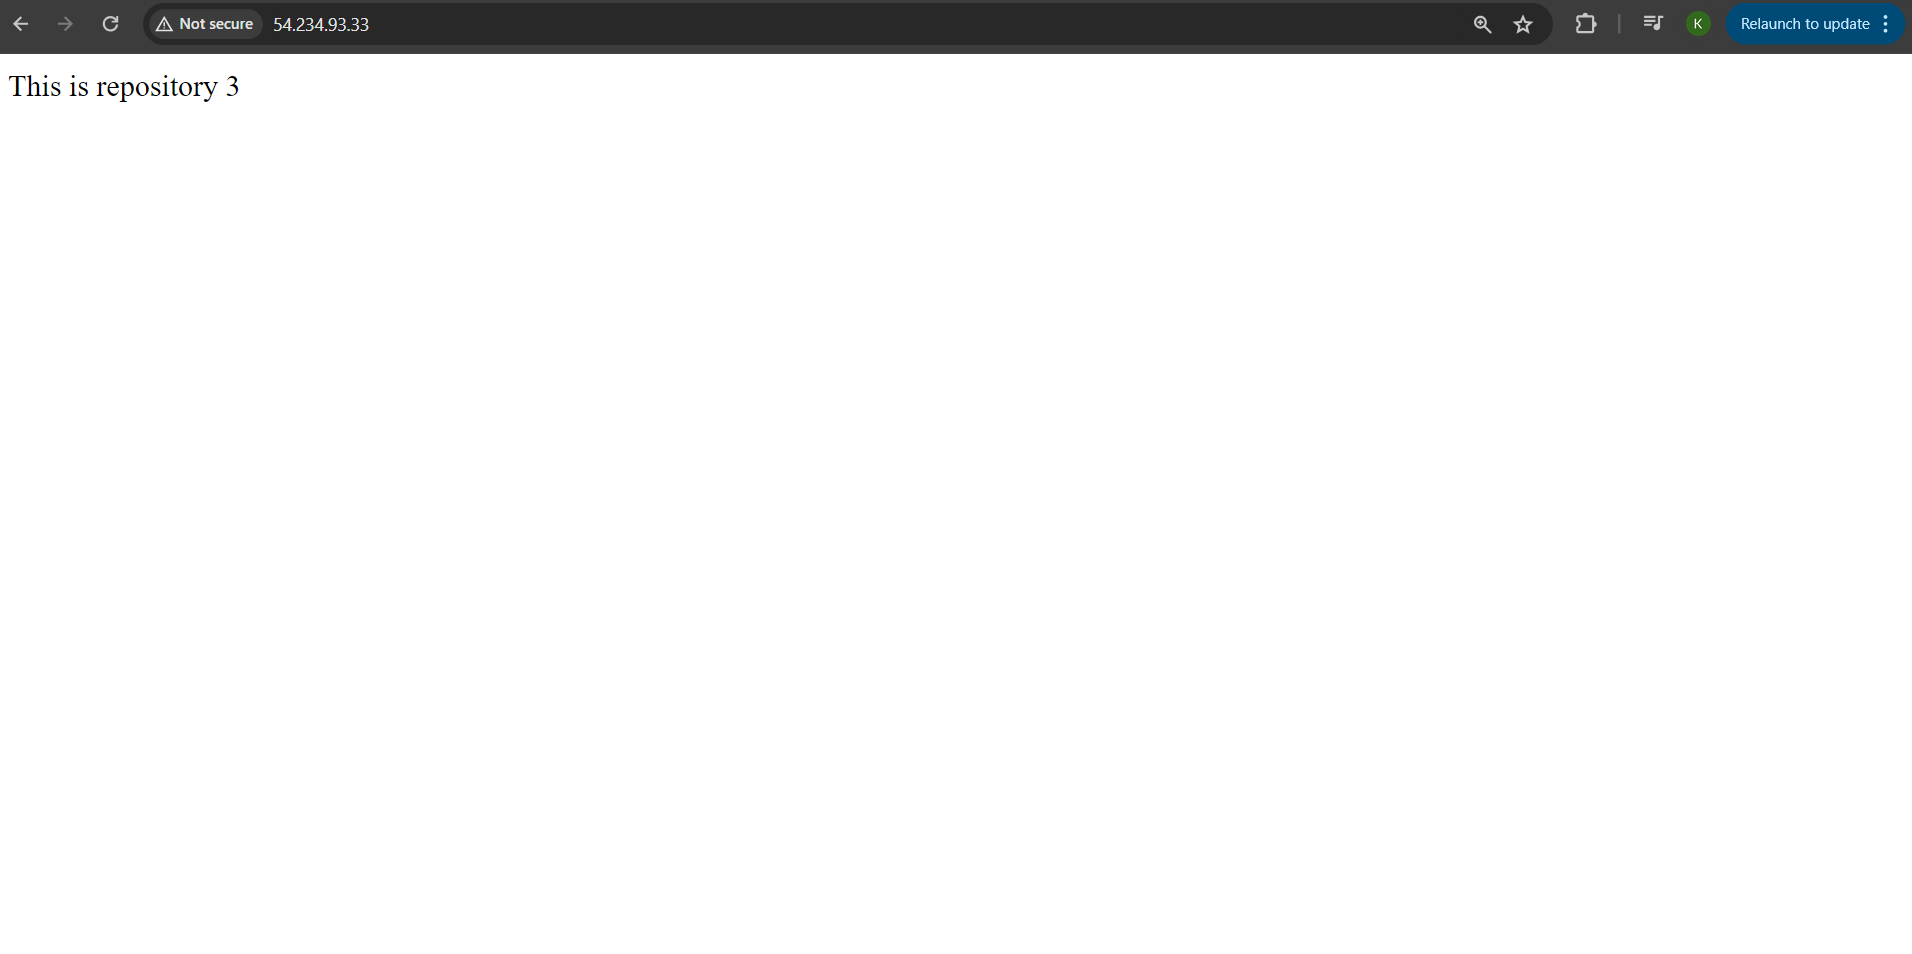 Not secure 54.234.93.33 K Relaunch to update
This is repository 3